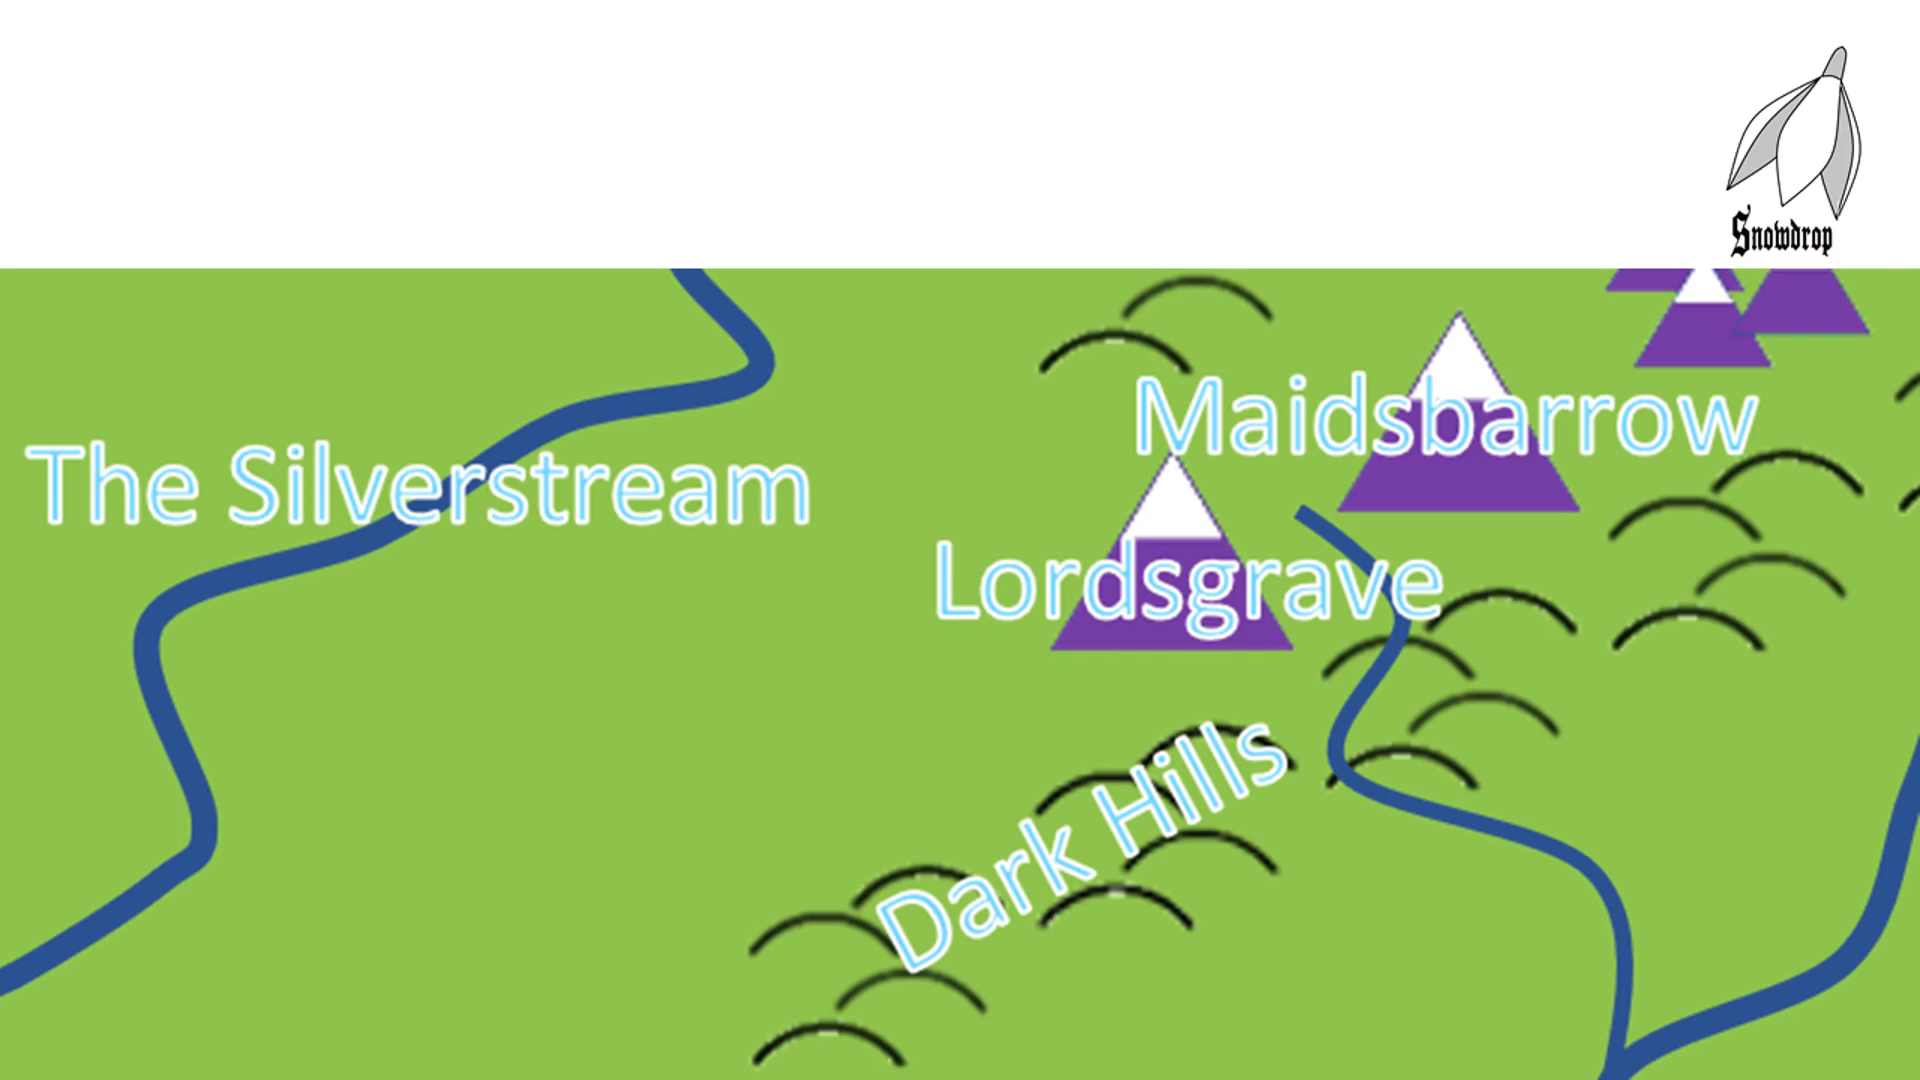 Snowdrop
Maidsbarrow
The Silverstream
Lordsgrave
Dark Hills